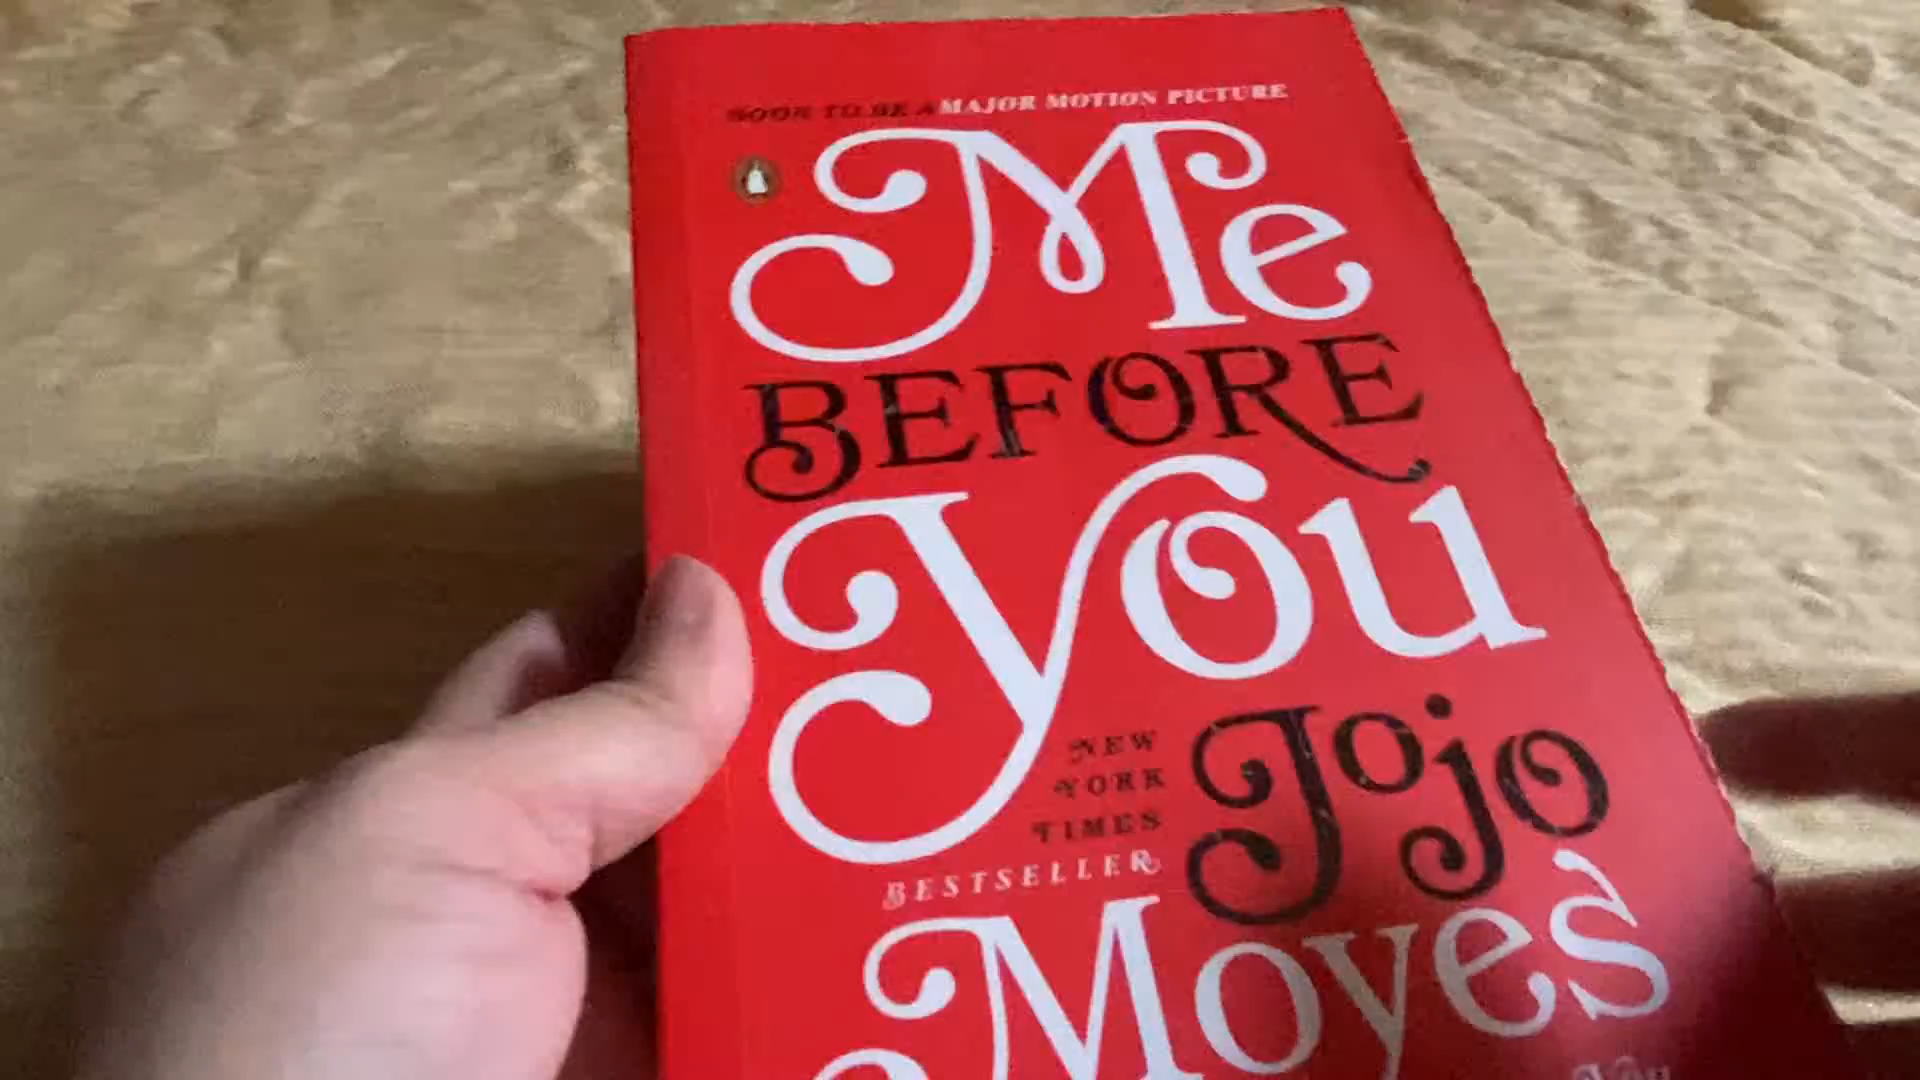 SOON TO BE A MAJOR MOTION PICTURE
Me
BEFORE
You
NEW
YORK
TIMES
BESTSELLER
Jojo
Moyes